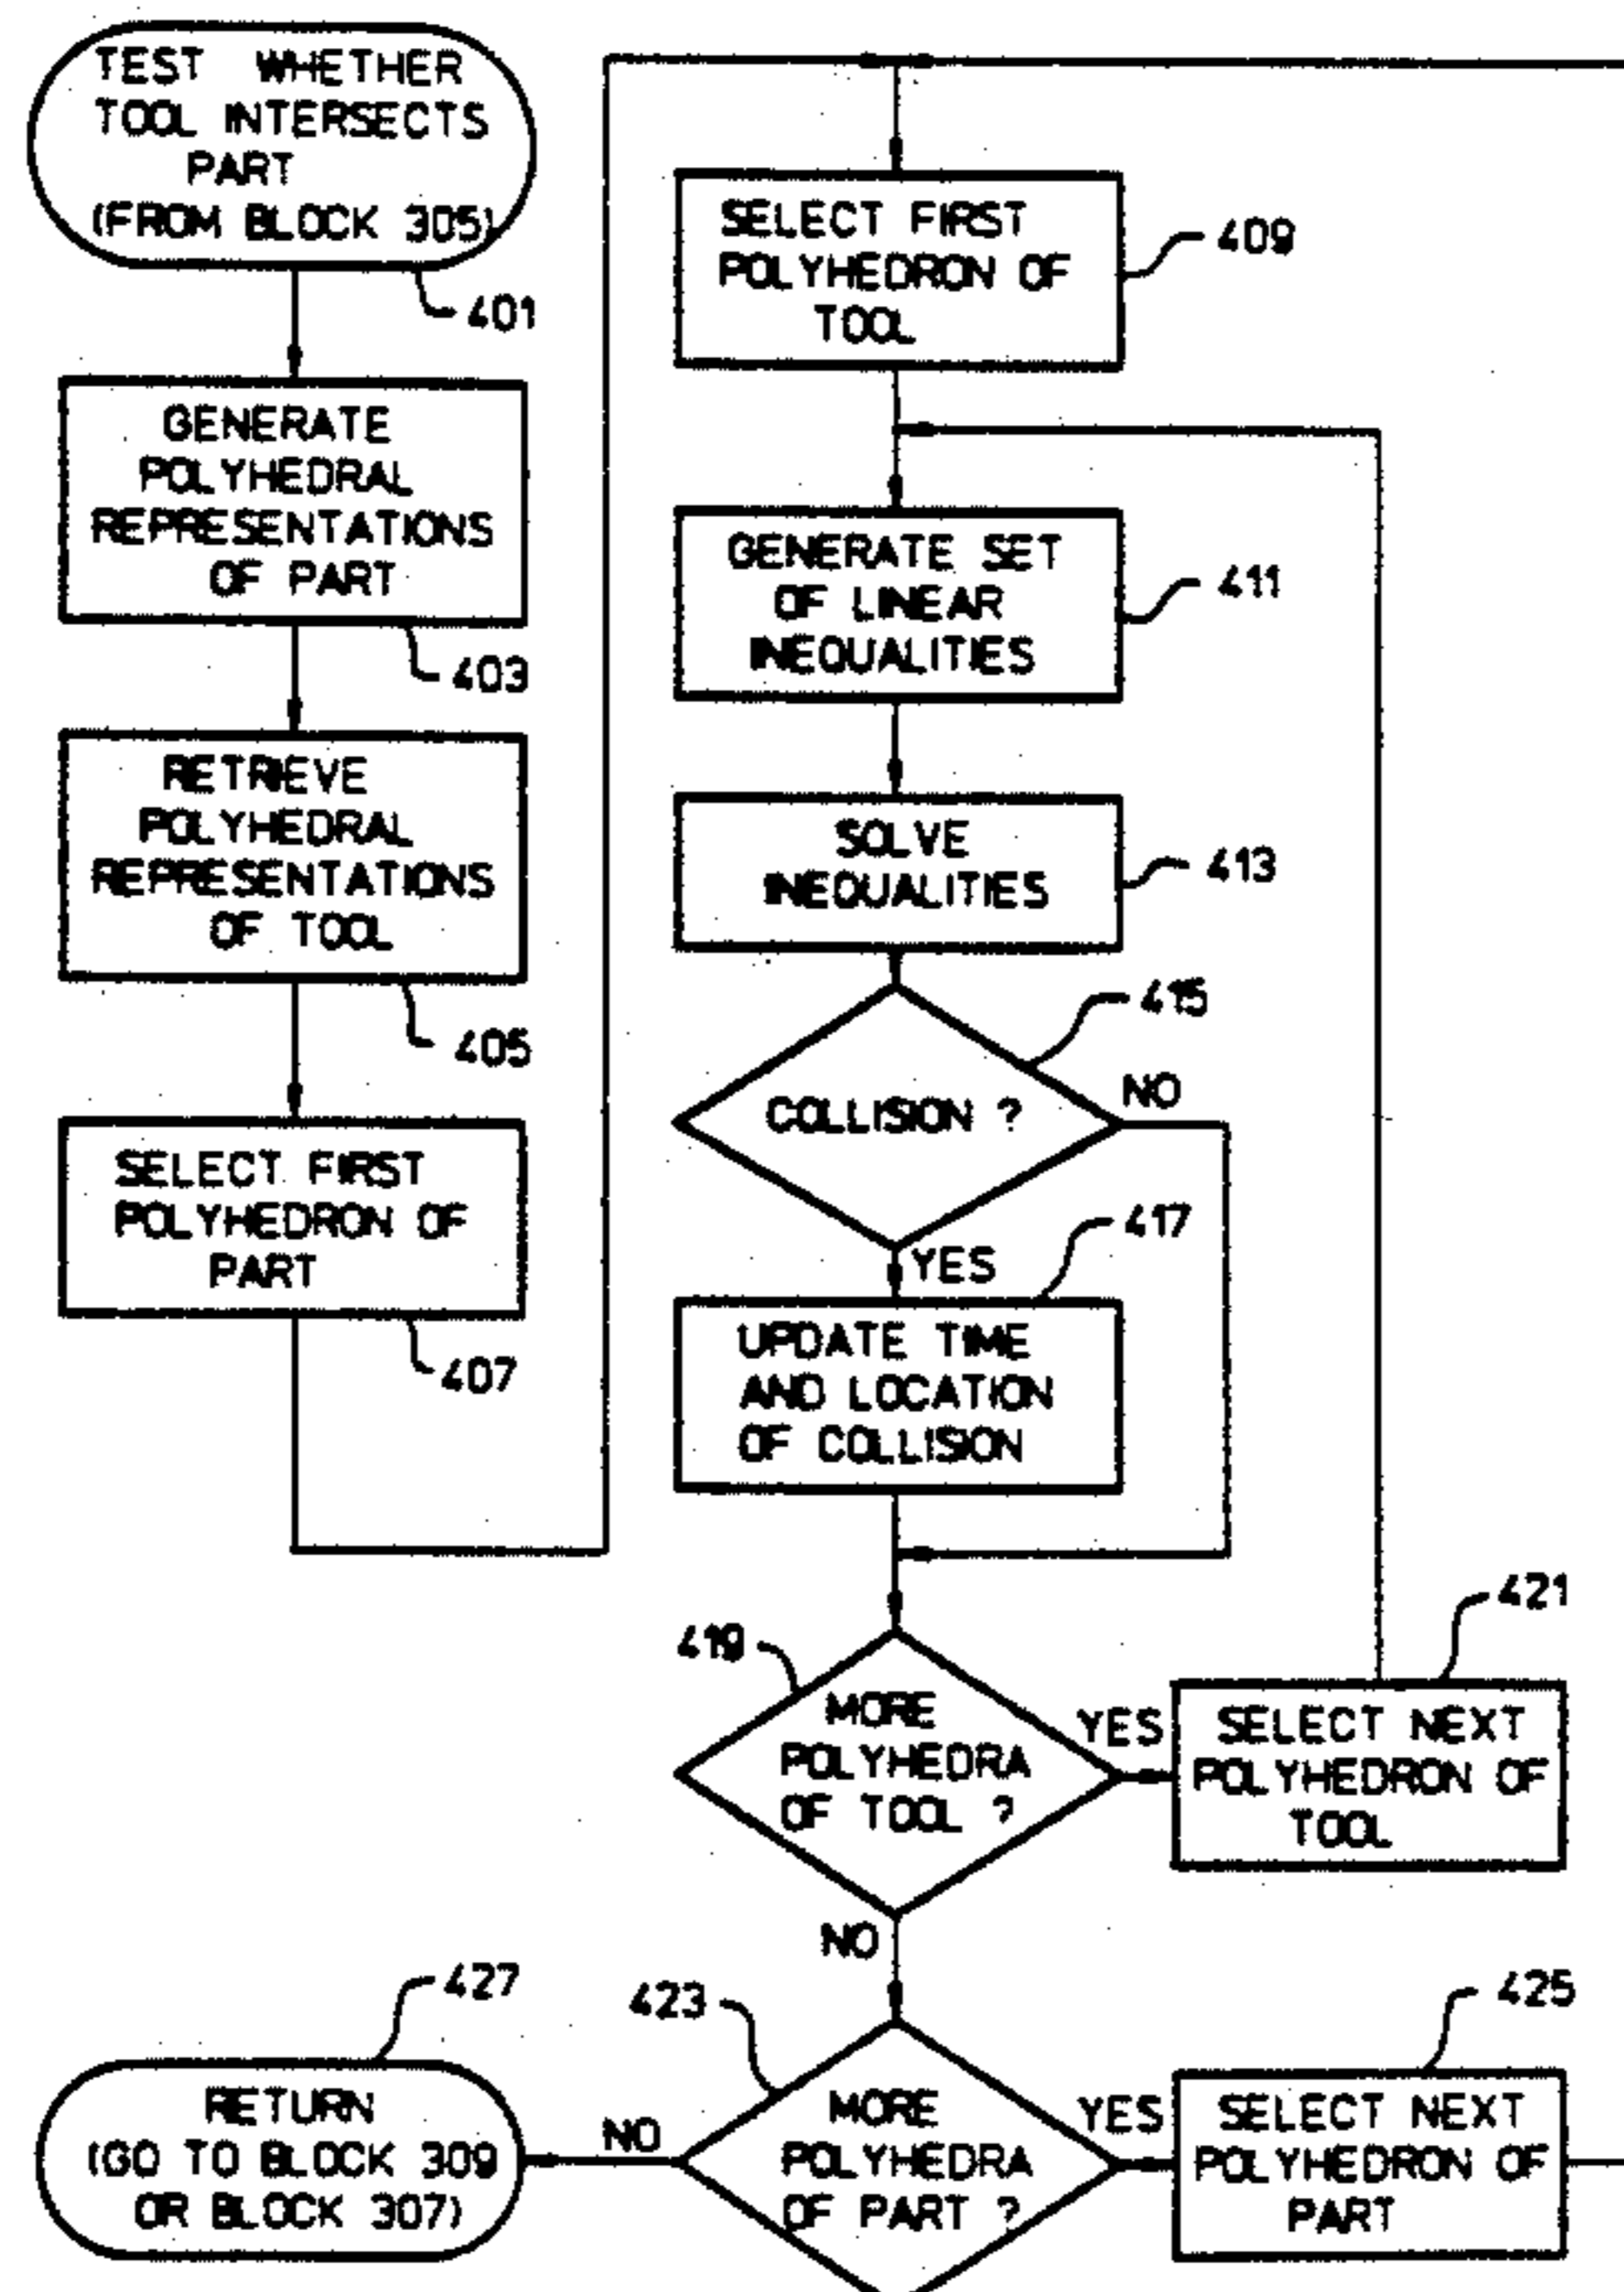 TEST WHETHER
TOOL INTERSECTS
PART
(FROM BLOCK 305)
401
GENERATE
POLYHEDRAL
REPRESENTATIONS
OF PART
403
RETRIEVE
POLYHEDRAL
REPRESENTATIONS
OF TOOL
405
SELECT FIRST
POLYHEDRON OF
PART
407
SELECT FIRST
POLYHEDRON OF
TOOL
409
GENERATE SET
OF LINEAR
INEQUALITIES
411
SOLVE
INEQUALITIES
413
COLLISION ?
415
NO
YES
417
UPDATE TIME
AND LOCATION
OF COLLISION
419
MORE
POLYHEDRA
OF TOOL ?
YES
421
SELECT NEXT
POLYHEDRON OF
TOOL
NO
423
MORE
POLYHEDRA
OF PART ?
YES
425
SELECT NEXT
POLYHEDRON OF
PART
NO
427
RETURN
(GO TO BLOCK 309
OR BLOCK 307)